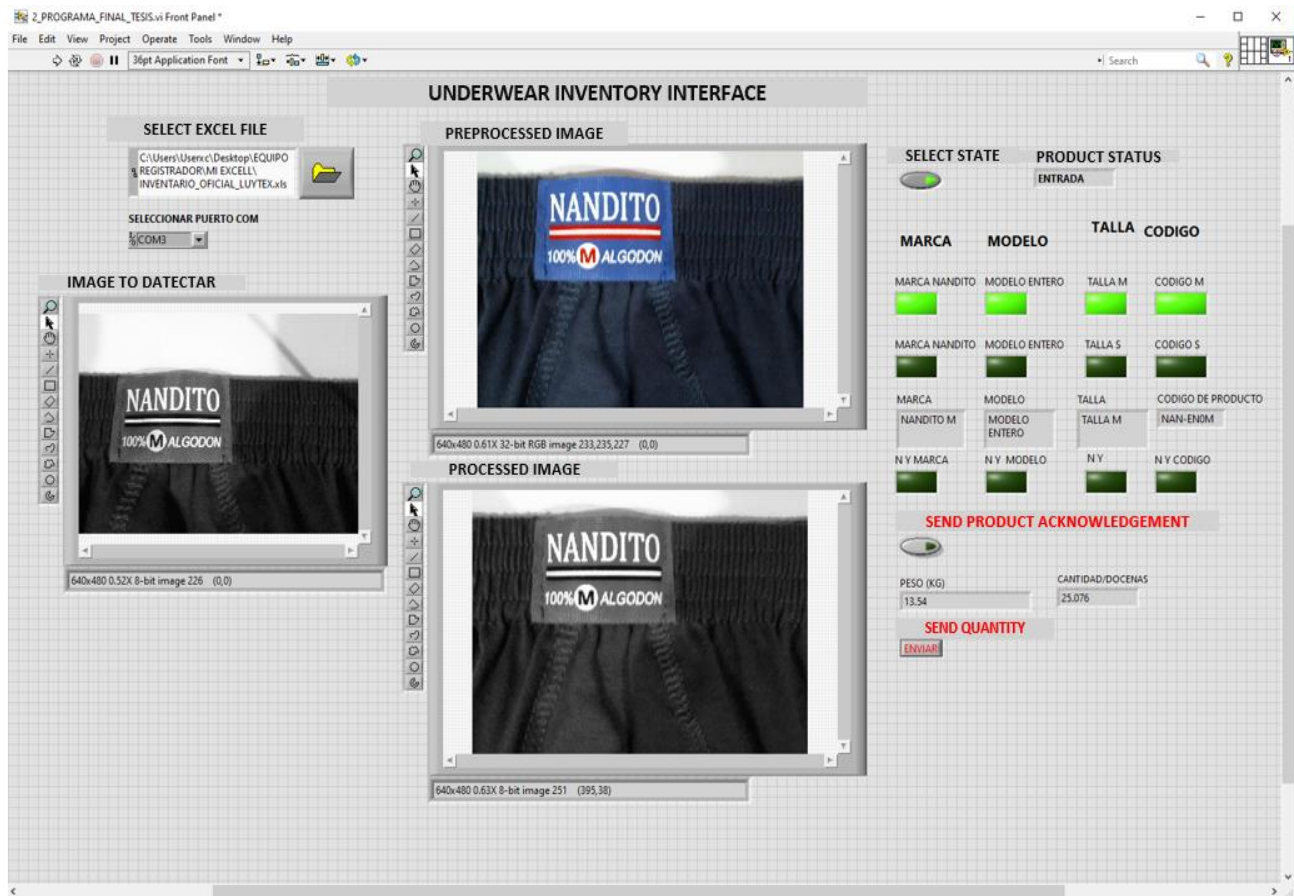 2_PROGRAMA_FINAL_TESIS.vi Front Panel *
File Edit View Project Operate Tools Window Help
36pt Application Font
Search
UNDERWEAR INVENTORY INTERFACE
SELECT EXCEL FILE
C:\Users\Userxc\Desktop\EQUIPO
REGISTRADOR\MI EXCELL\
INVENTARIO_OFICIAL_LUYTEX.xls
SELECCIONAR PUERTO COM
COM3
IMAGE TO DATECTAR
NANDITO
100% M ALGODON
640x480 0.52X 8-bit image 226 (0,0)
PREPROCESSED IMAGE
NANDITO
100% M ALGODON
640x480 0.61X 32-bit RGB image 233,235,227 (0,0)
PROCESSED IMAGE
NANDITO
100% M ALGODON
640x480 0.63X 8-bit image 251 (395,38)
SELECT STATE PRODUCT STATUS
ENTRADA
MARCA MODELO TALLA CODIGO
MARCA NANDITO MODELO ENTERO TALLA M CODIGO M
MARCA NANDITO MODELO ENTERO TALLA S CODIGO S
MARCA MODELO TALLA CODIGO DE PRODUCTO
NANDITO M MODELO TALLA M NAN-EN0M
ENTERO
N Y MARCA N Y MODELO N Y N Y CODIGO
SEND PRODUCT ACKNOWLEDGEMENT
PESO (KG) CANTIDAD/DOCENAS
13.54 25.076
SEND QUANTITY
ENVIAR